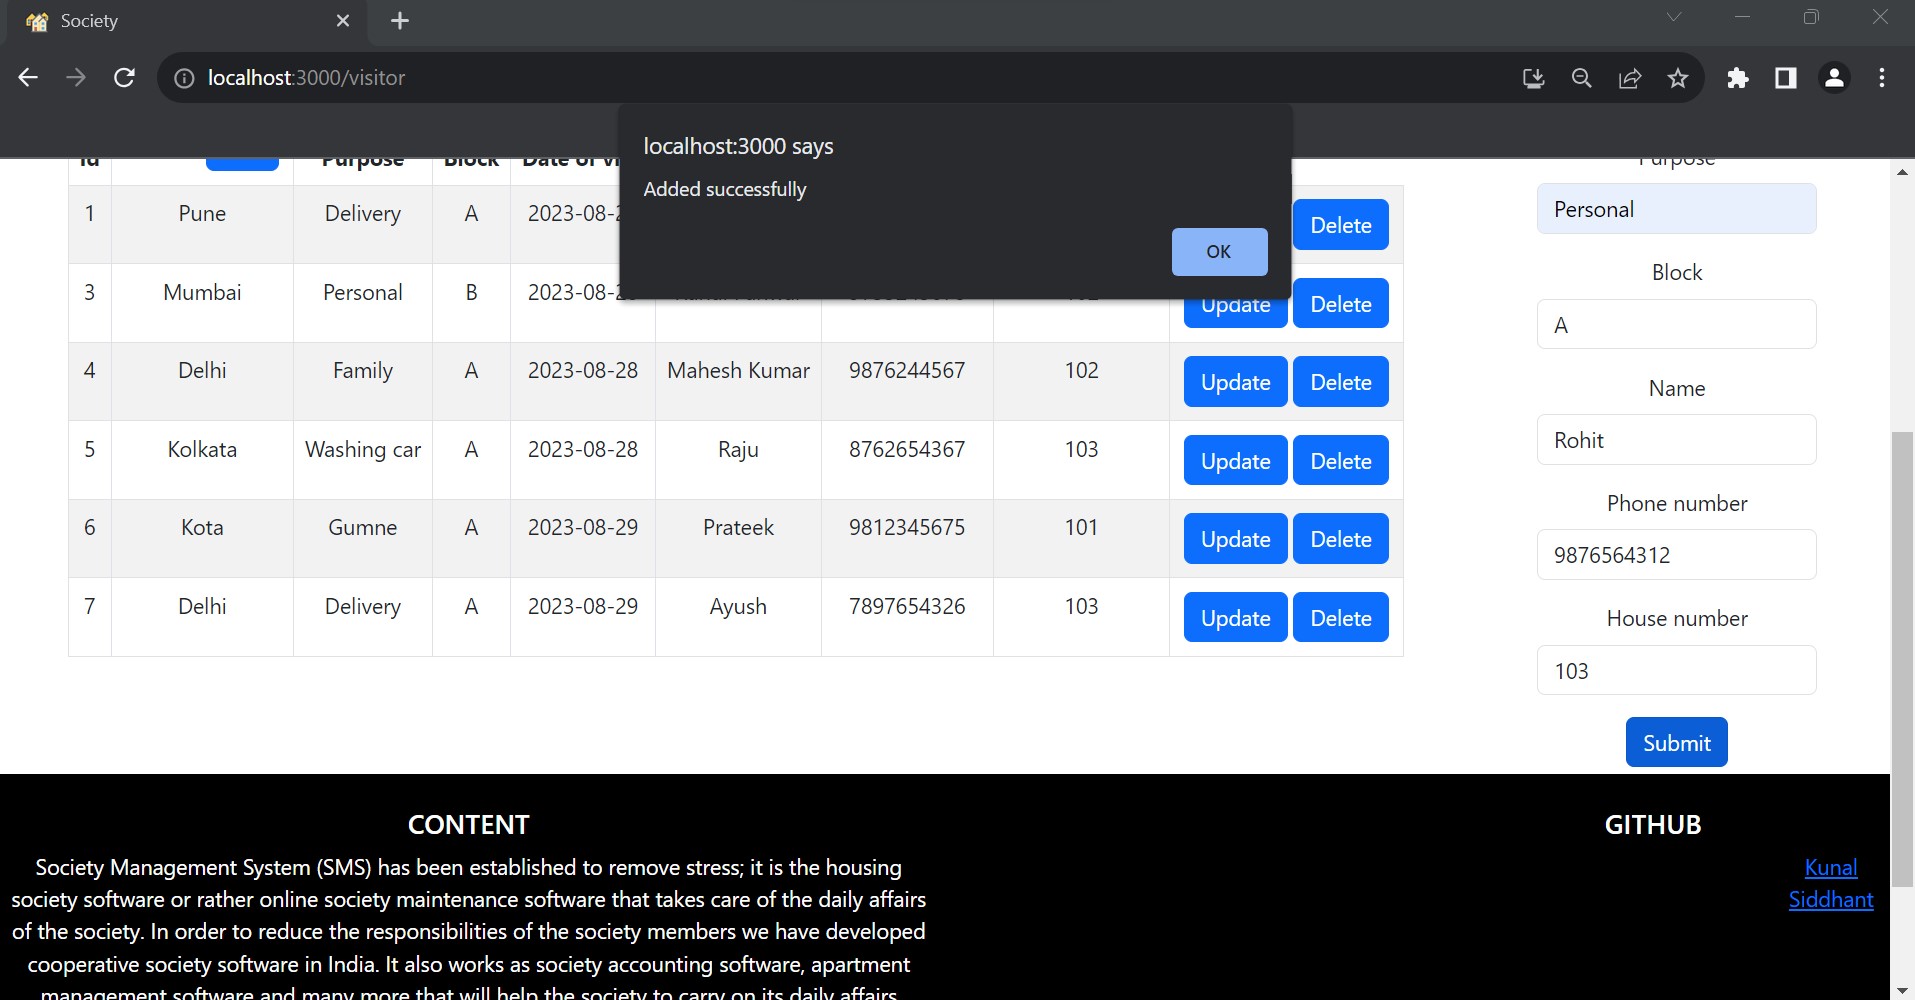 Society
localhost:3000/visitor
localhost:3000 says
Added successfully
OK
Id Purpose Block Date of vi
1 Pune Delivery A 2023-08- Delete
3 Mumbai Personal B 2023-08-2 Update Delete
4 Delhi Family A 2023-08-28 Mahesh Kumar 9876244567 102 Update Delete
5 Kolkata Washing car A 2023-08-28 Raju 8762654367 103 Update Delete
6 Kota Gumne A 2023-08-29 Prateek 9812345675 101 Update Delete
7 Delhi Delivery A 2023-08-29 Ayush 7897654326 103 Update Delete
Purpose
Personal
Block
A
Name
Rohit
Phone number
9876564312
House number
103
Submit
CONTENT
Society Management System (SMS) has been established to remove stress; it is the housing
society software or rather online society maintenance software that takes care of the daily affairs
of the society. In order to reduce the responsibilities of the society members we have developed
cooperative society software in India. It also works as society accounting software, apartment
management software and many more that will help the society to carry on its daily affairs
GITHUB
Kunal
Siddhant